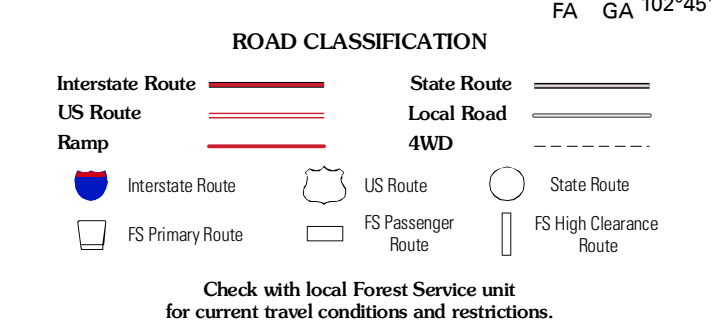 FA GA 102°45'
ROAD CLASSIFICATION
Interstate Route State Route
US Route Local Road
Ramp 4WD
Interstate Route US Route State Route
FS Primary Route FS Passenger Route FS High Clearance Route
Check with local Forest Service unit
for current travel conditions and restrictions.